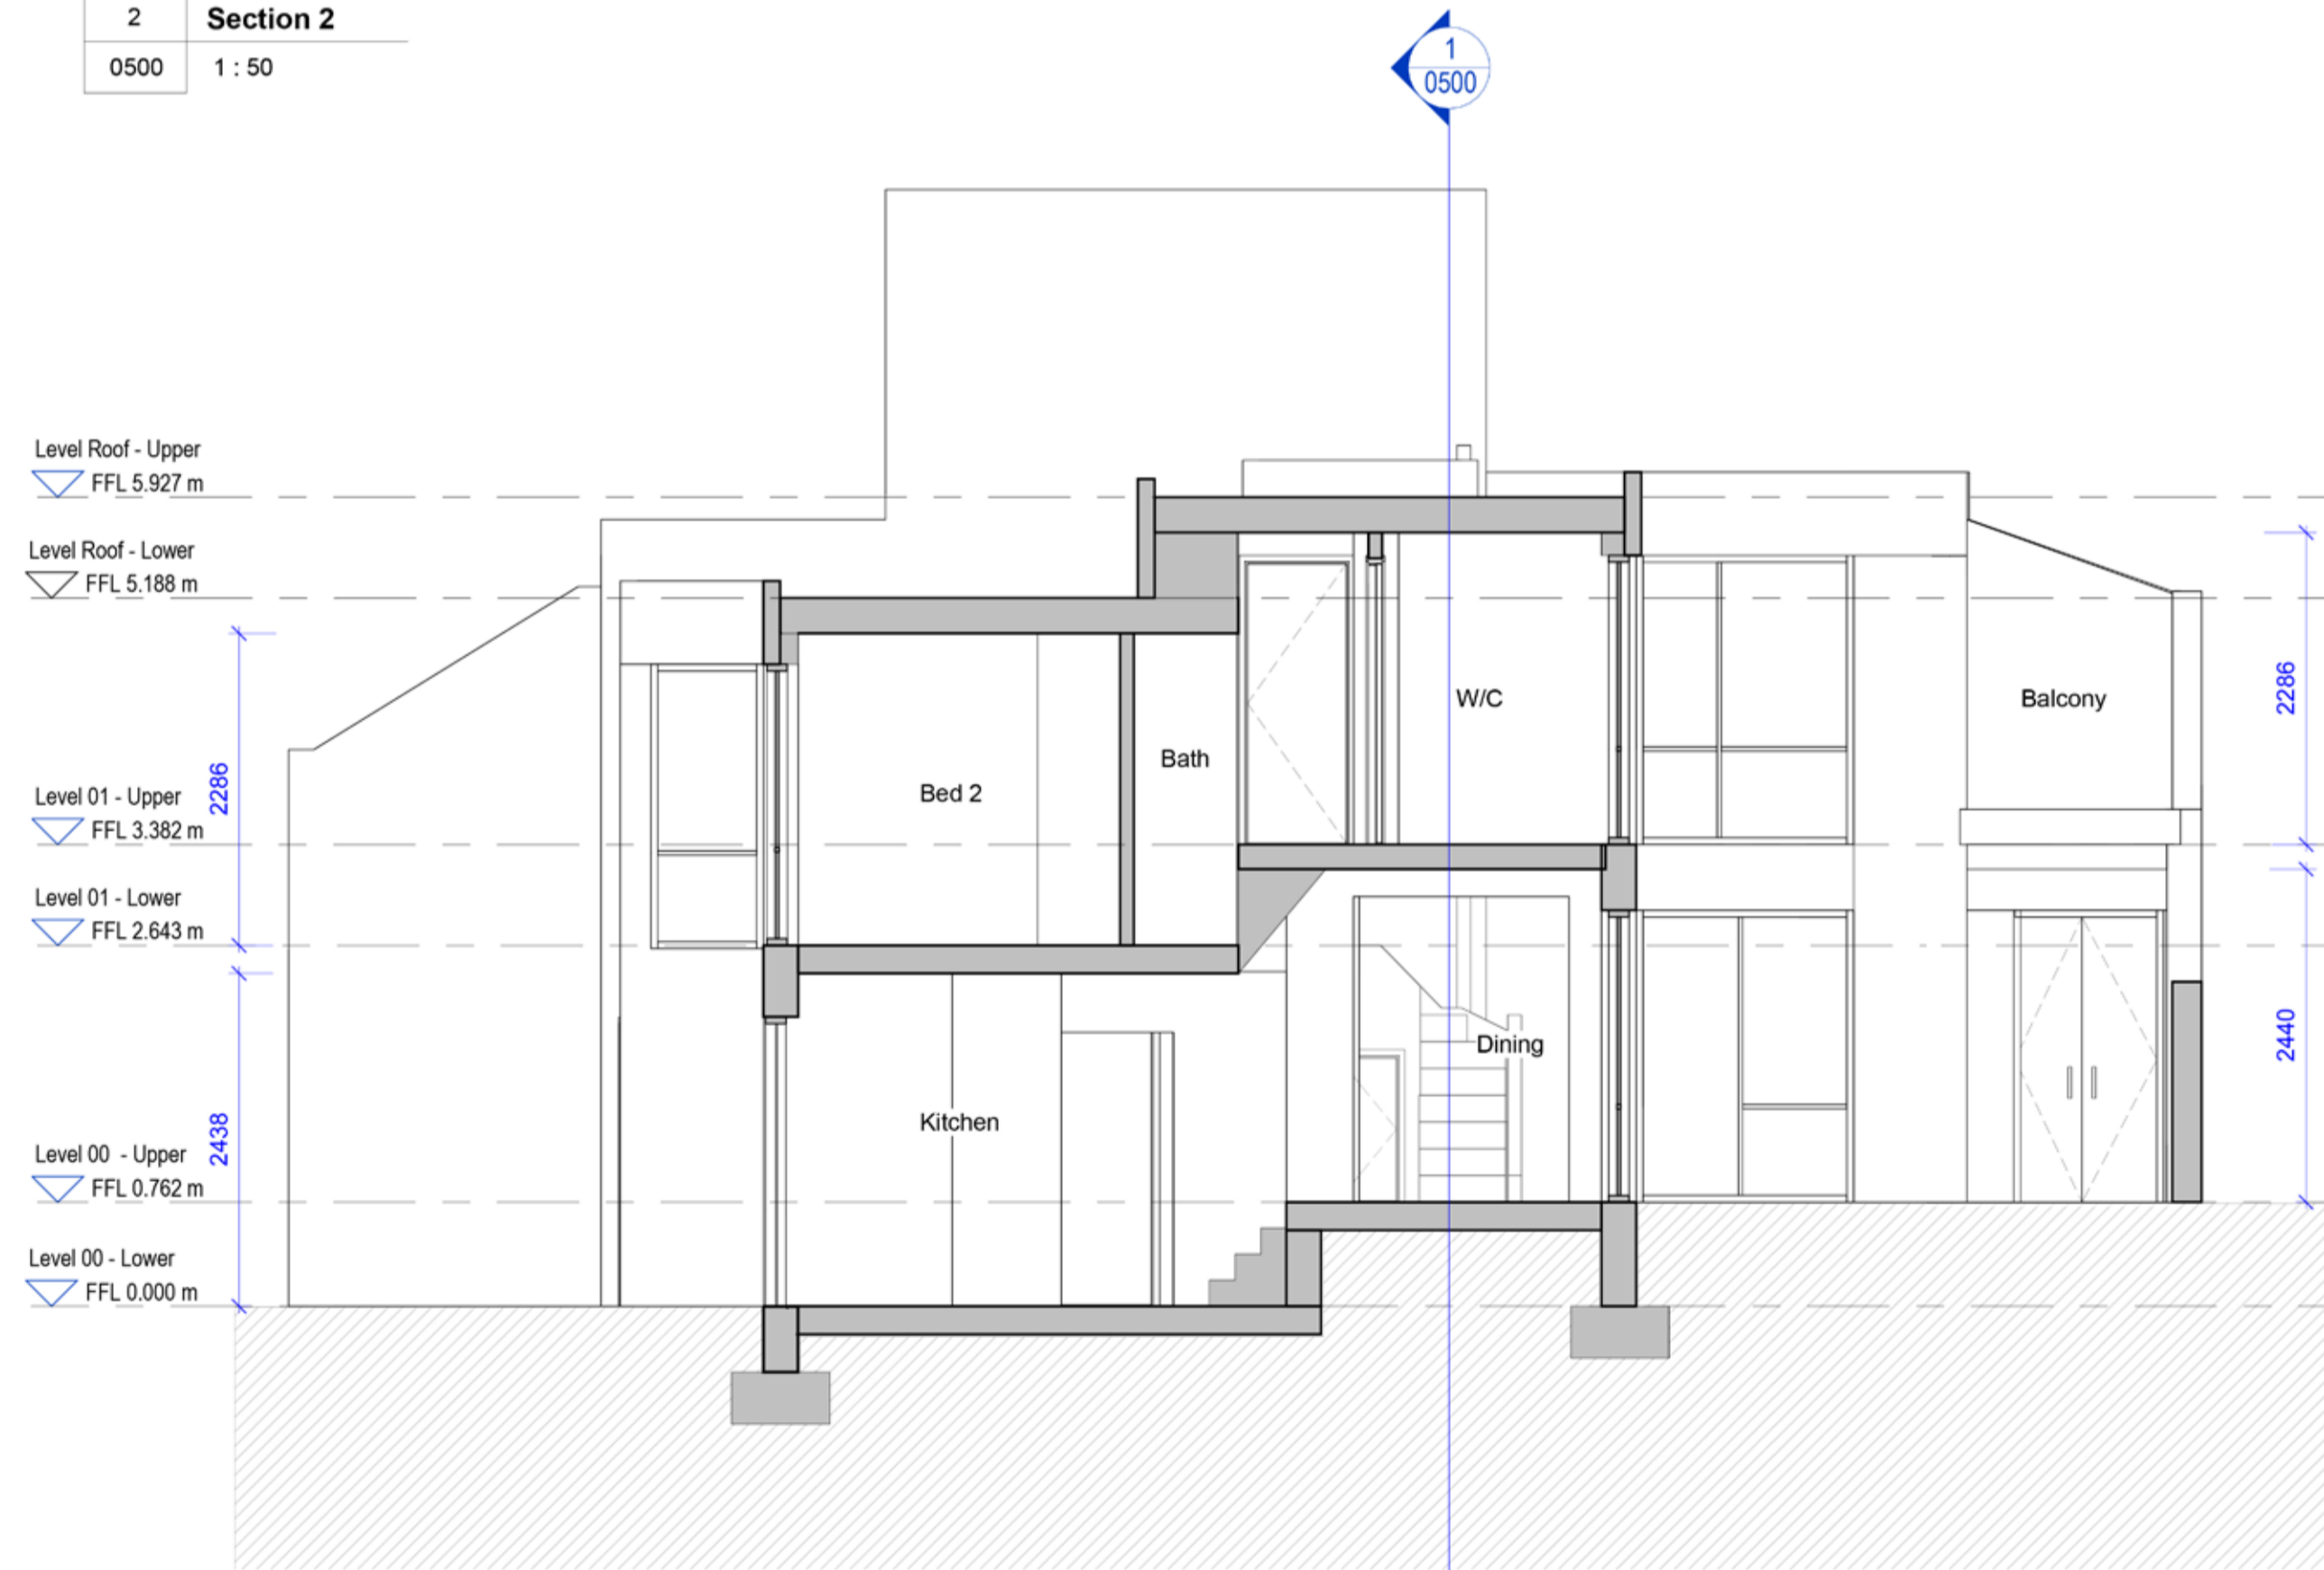 2 Section 2
0500 1 : 50
1
0500
Level Roof - Upper
FFL 5.927 m
Level Roof - Lower
FFL 5.188 m
2286
W/C
Balcony
Bath
Bed 2
2286
Level 01 - Upper
FFL 3.382 m
Level 01 - Lower
FFL 2.643 m
2440
Dining
Kitchen
2438
Level 00 - Upper
FFL 0.762 m
Level 00 - Lower
FFL 0.000 m